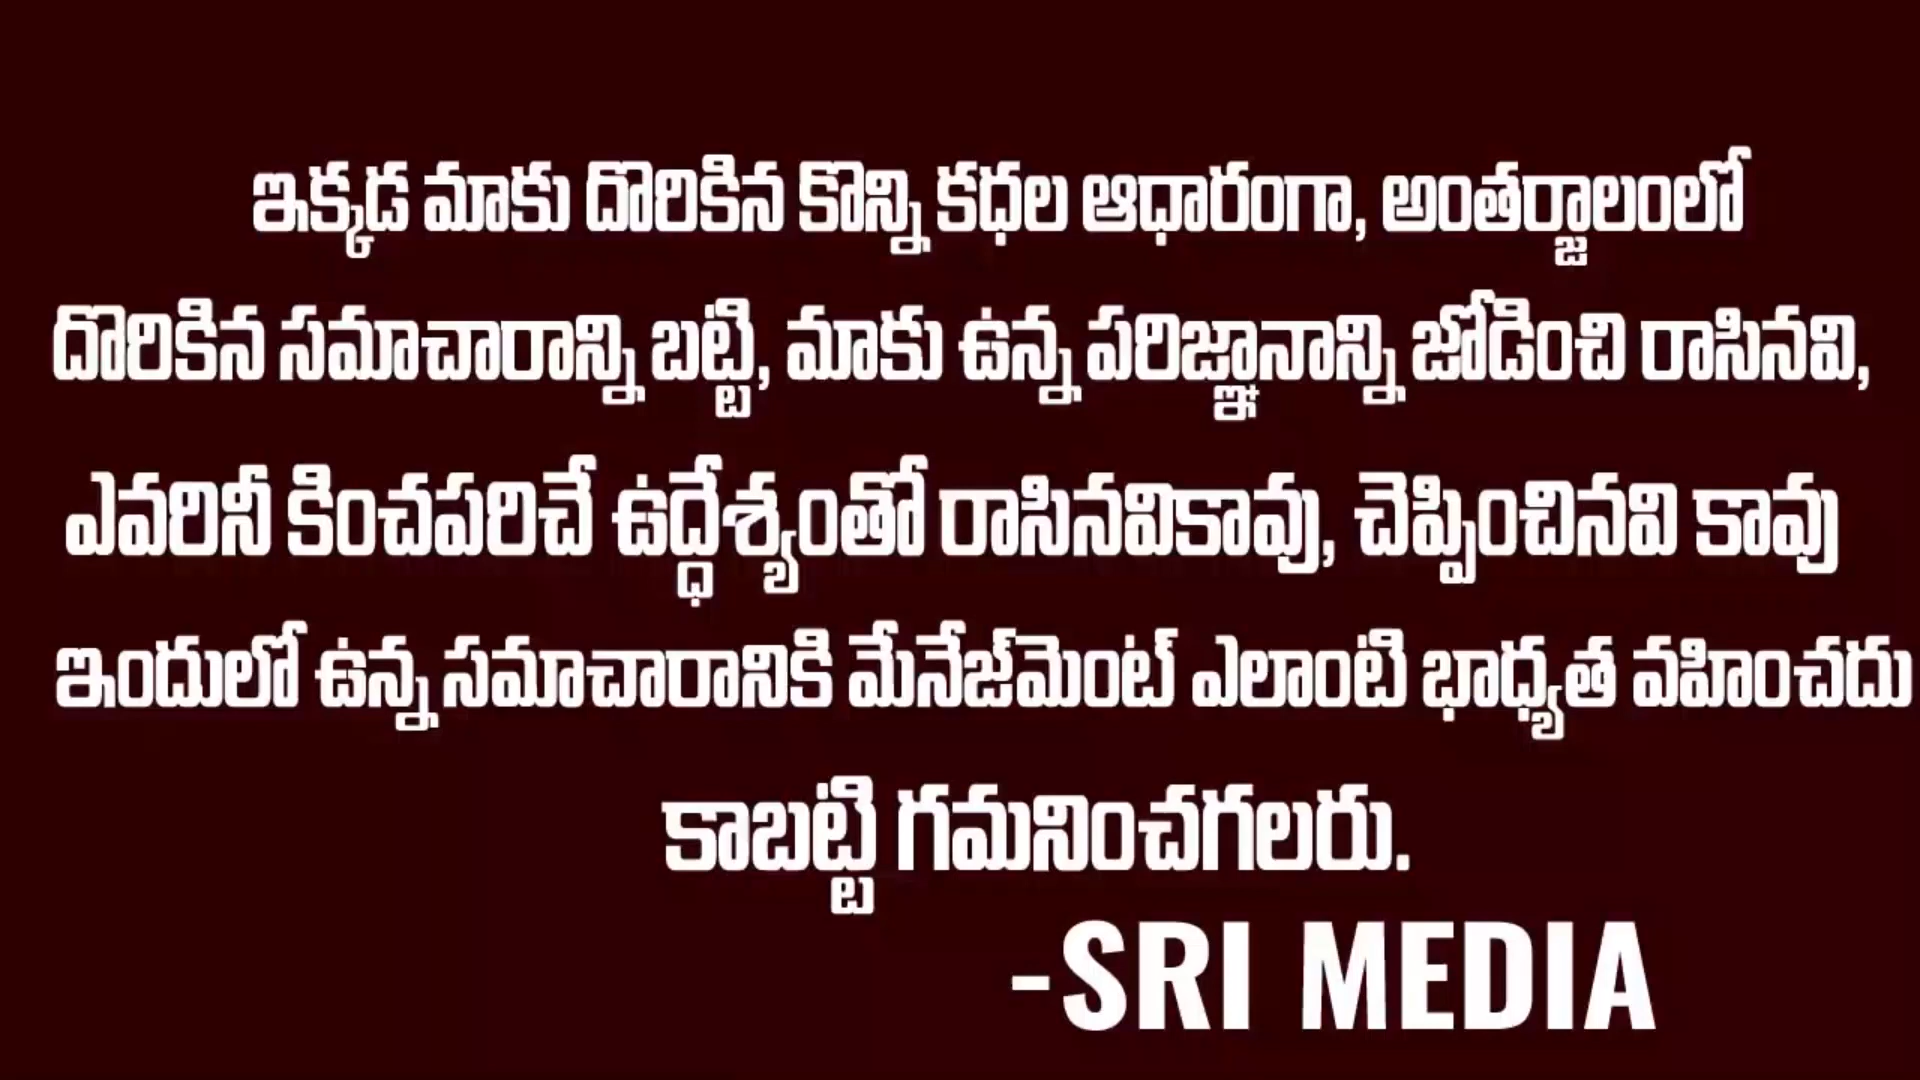 ఇక్కడ మాకు దొరికిన కొన్ని కధల ఆధారంగా, అంతర్జాలంలో
దొరికిన సమాచారాన్ని బట్టి, మాకు ఉన్న పరిజ్ఞానాన్ని జోడించి రాసినవి,
ఎవరినీ కించపరిచే ఉద్ధేశ్యంతో రాసినవికావు, చెప్పించినవి కావు
ఇందులో ఉన్న సమాచారానికి మేనేజ్‌మెంట్ ఎలాంటి భాధ్యత వహించదు
కాబట్టి గమనించగలరు.
-SRI MEDIA